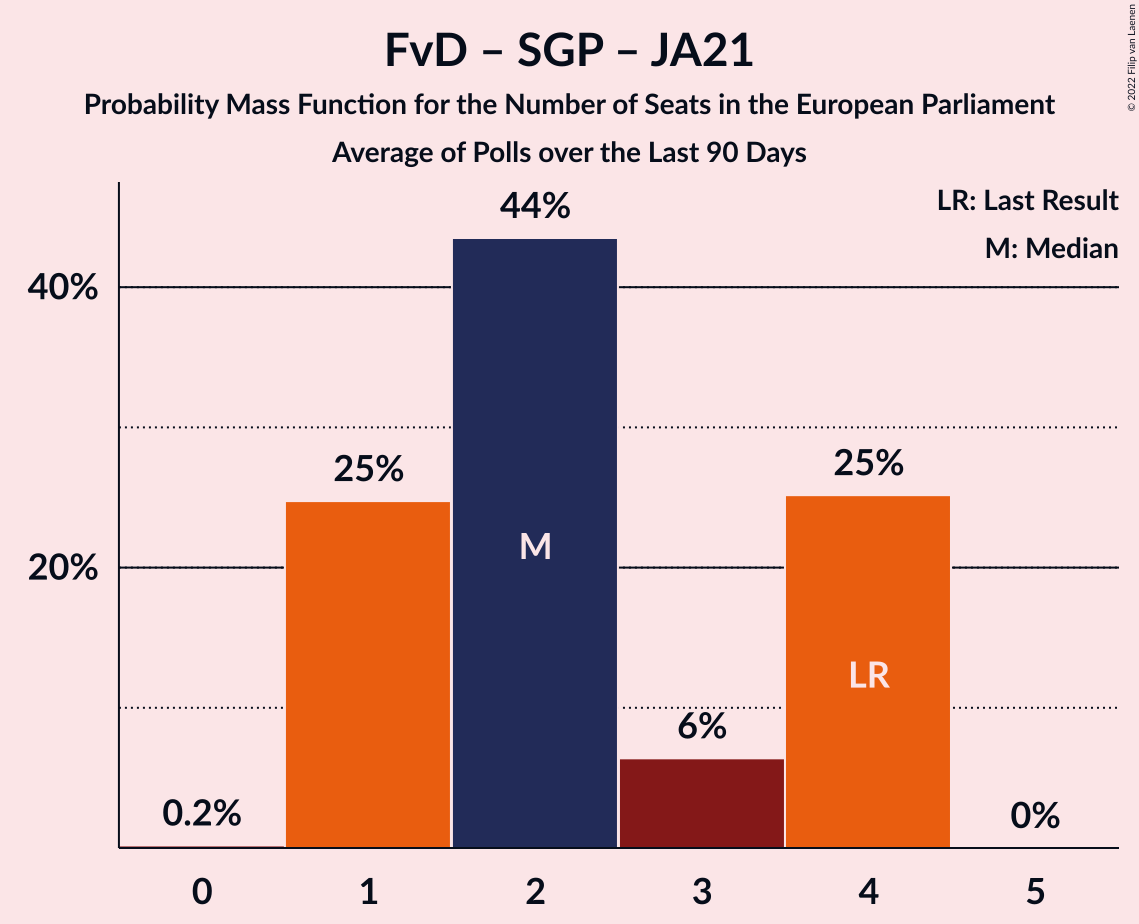 FvD – SGP – JA21
Probability Mass Function for the Number of Seats in the European Parliament
Average of Polls over the Last 90 Days
© 2022 Filip van Laenen
LR: Last Result
M: Median
40%
20%
0.2%
25%
44%
6%
25%
0%
M
LR
0 1 2 3 4 5